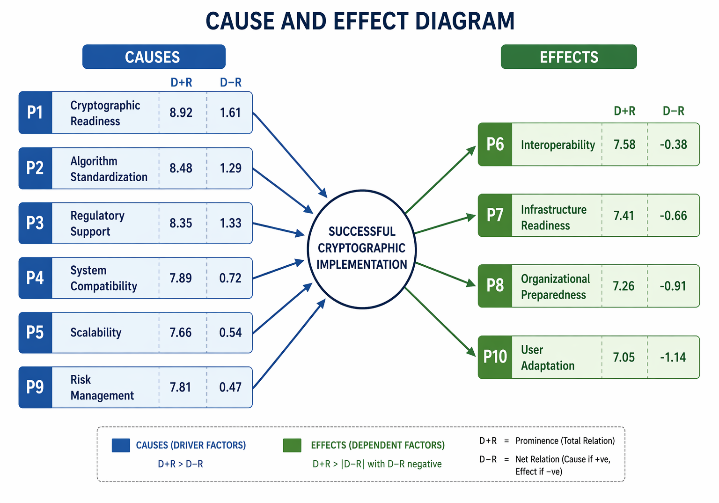 CAUSE AND EFFECT DIAGRAM
CAUSES
D+R D–R
P1 Cryptographic Readiness 8.92 1.61
P2 Algorithm Standardization 8.48 1.29
P3 Regulatory Support 8.35 1.33
P4 System Compatibility 7.89 0.72
P5 Scalability 7.66 0.54
P9 Risk Management 7.81 0.47
SUCCESSFUL
CRYPTOGRAPHIC
IMPLEMENTATION
EFFECTS
D+R D–R
P6 Interoperability 7.58 -0.38
P7 Infrastructure Readiness 7.41 -0.66
P8 Organizational Preparedness 7.26 -0.91
P10 User Adaptation 7.05 -1.14
CAUSES (DRIVER FACTORS)
D+R > D–R
EFFECTS (DEPENDENT FACTORS)
D+R > |D–R| with D–R negative
D+R = Prominence (Total Relation)
D–R = Net Relation (Cause if +ve,
Effect if –ve)